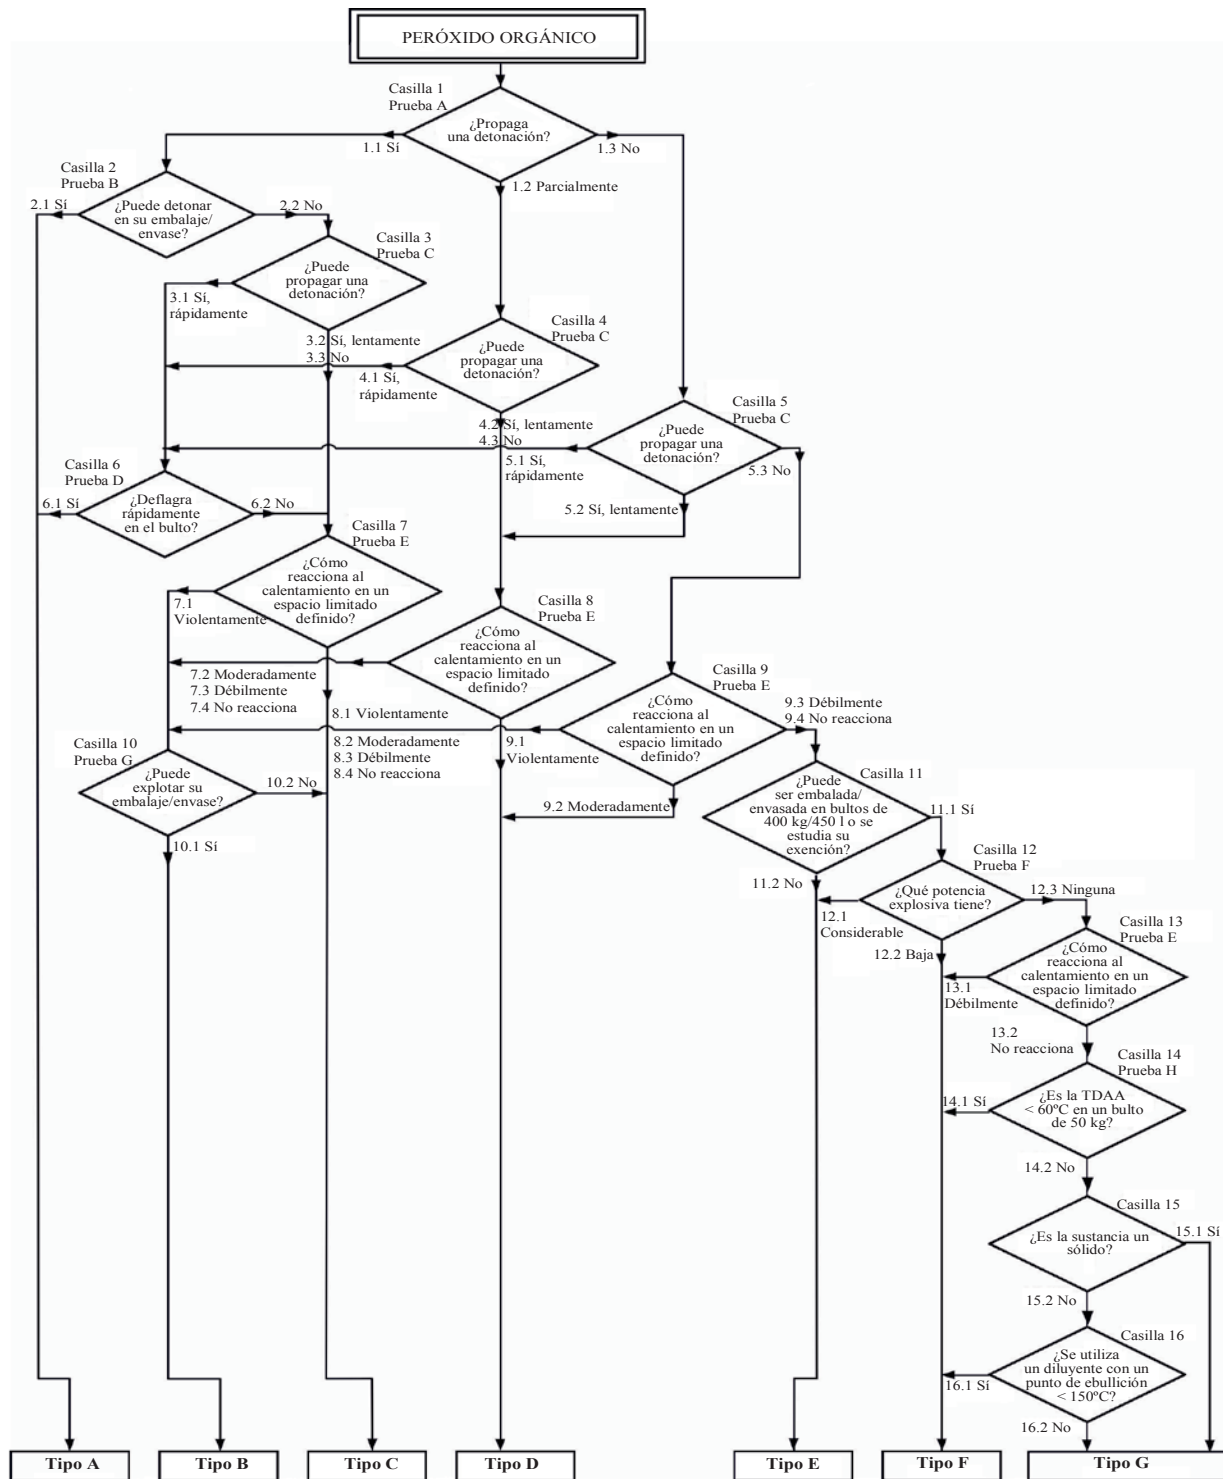 PERÓXIDO ORGÁNICO
Casilla 1
Prueba A
¿Propaga
una detonación?
1.1 Sí
1.3 No
1.2 Parcialmente
Casilla 2
Prueba B
2.1 Sí
¿Puede detonar
en su embalaje/
envase?
2.2 No
Casilla 3
Prueba C
¿Puede
propagar una
detonación?
3.1 Sí,
rápidamente
3.2 Sí, lentamente
3.3 No
Casilla 4
Prueba C
¿Puede
propagar una
detonación?
4.1 Sí,
rápidamente
4.2 Sí, lentamente
4.3 No
Casilla 5
Prueba C
¿Puede
propagar una
detonación?
5.1 Sí,
rápidamente
5.3 No
5.2 Sí, lentamente
Casilla 6
Prueba D
6.1 Sí
¿Deflagra
rápidamente
en el bulto?
6.2 No
Casilla 7
Prueba E
¿Cómo
reacciona al
calentamiento en un
espacio limitado
definido?
7.1
Violentamente
7.2 Moderadamente
7.3 Débilmente
7.4 No reacciona
Casilla 8
Prueba E
¿Cómo
reacciona al
calentamiento en un
espacio limitado
definido?
8.1 Violentamente
8.2 Moderadamente
8.3 Débilmente
8.4 No reacciona
Casilla 9
Prueba E
¿Cómo
reacciona al
calentamiento en un
espacio limitado
definido?
9.3 Débilmente
9.4 No reacciona
9.1
Violentamente
9.2 Moderadamente
Casilla 10
Prueba G
¿Puede
explotar su
embalaje/envase?
10.2 No
10.1 Sí
Casilla 11
¿Puede
ser embalada/
envasada en bultos de
400 kg/450 l o se
estudia su
exención?
11.1 Sí
11.2 No
Casilla 12
Prueba F
¿Qué potencia
explosiva tiene?
12.3 Ninguna
12.1
Considerable
12.2 Baja
Casilla 13
Prueba E
¿Cómo
reacciona al
calentamiento en un
espacio limitado
definido?
13.1
Débilmente
13.2
No reacciona
Casilla 14
Prueba H
¿Es la TDAA
< 60ºC en un bulto
de 50 kg?
14.1 Sí
14.2 No
Casilla 15
¿Es la sustancia un
sólido?
15.1 Sí
15.2 No
Casilla 16
¿Se utiliza
un diluyente con un
punto de ebullición
< 150ºC?
16.1 Sí
16.2 No
Tipo A
Tipo B
Tipo C
Tipo D
Tipo E
Tipo F
Tipo G